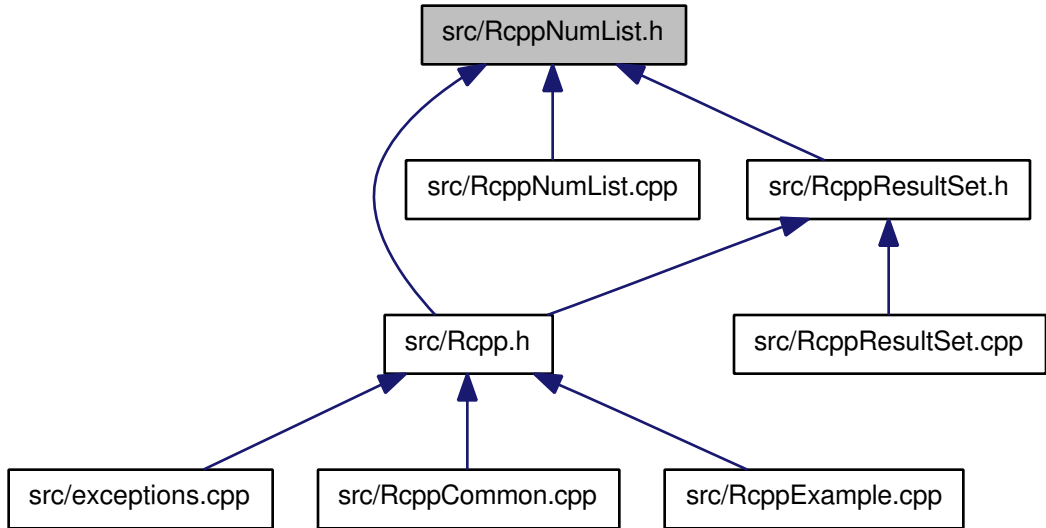 src/RcppNumList.h
src/RcppNumList.cpp
src/RcppResultSet.h
src/Rcpp.h
src/RcppResultSet.cpp
src/exceptions.cpp
src/RcppCommon.cpp
src/RcppExample.cpp